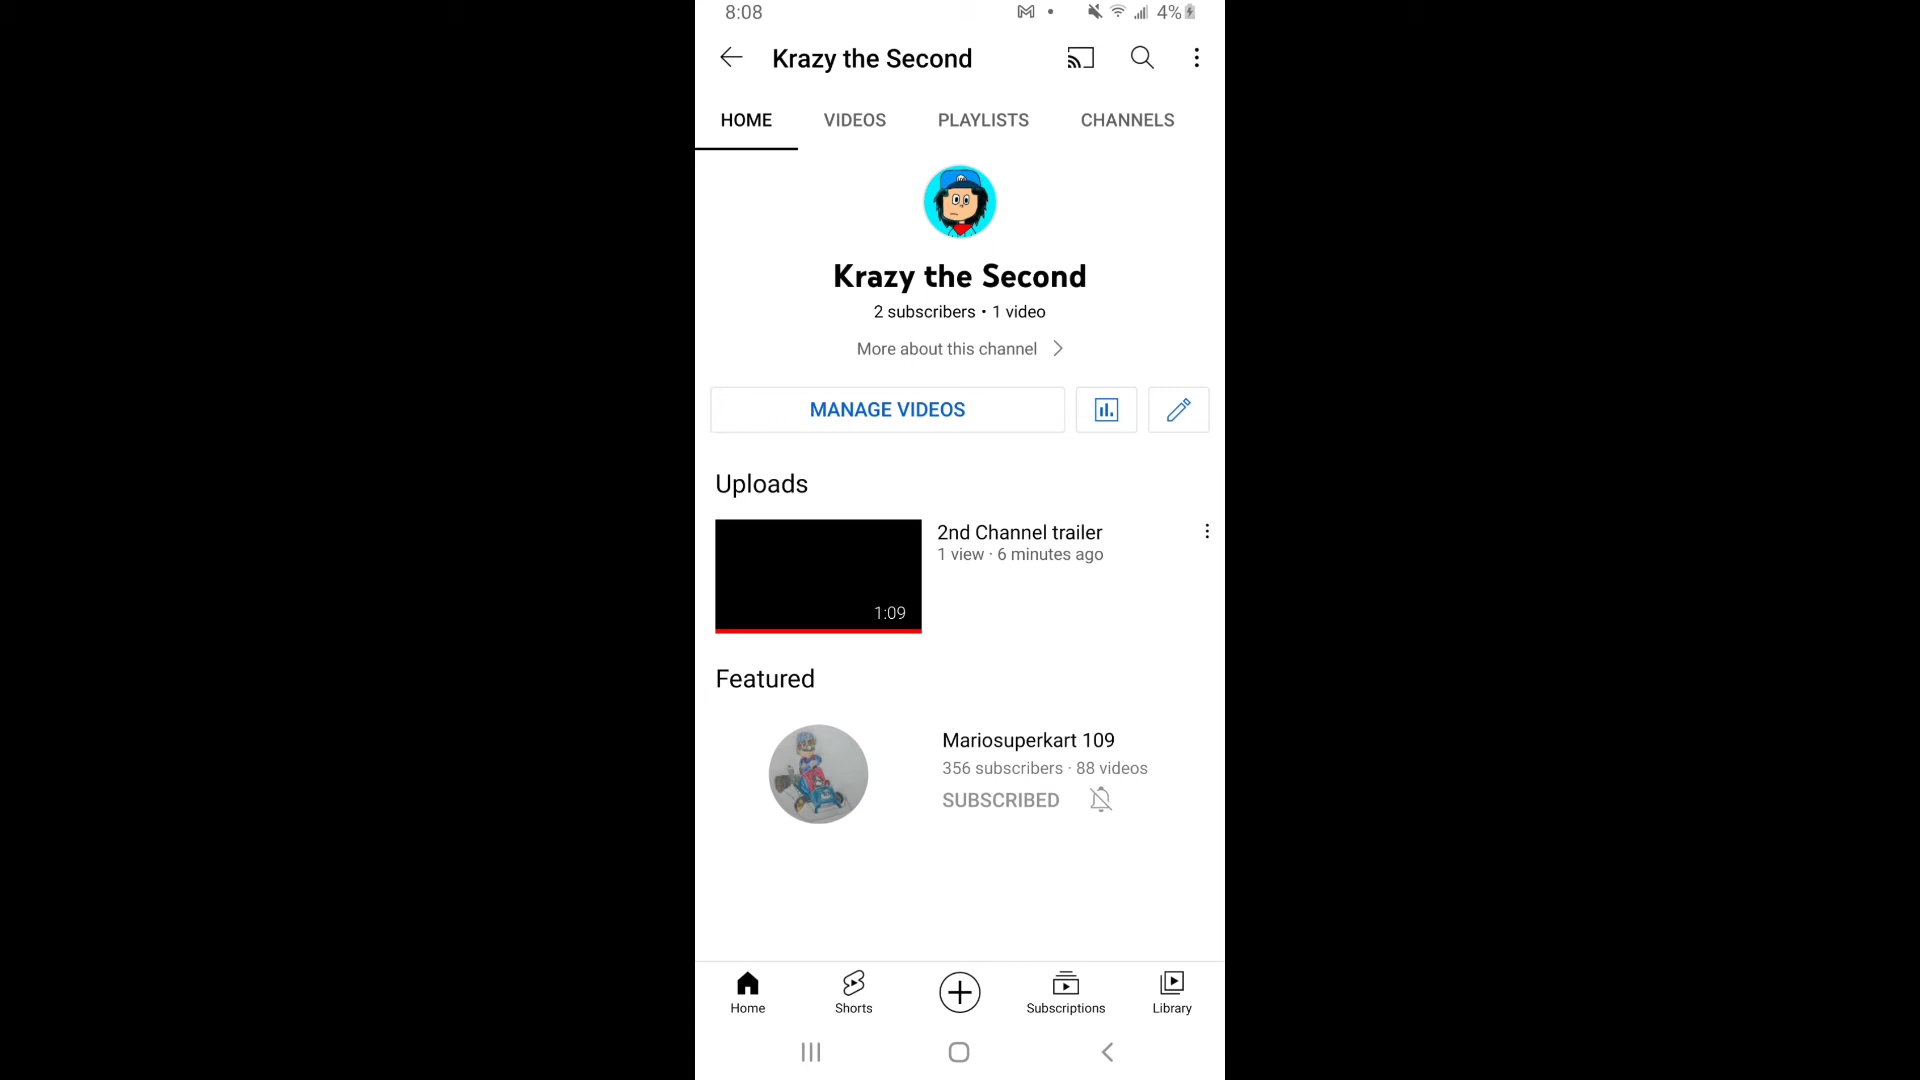 8:08
4%
Krazy the Second
HOME VIDEOS PLAYLISTS CHANNELS
Krazy the Second
2 subscribers • 1 video
More about this channel
MANAGE VIDEOS
Uploads
2nd Channel trailer
1 view · 6 minutes ago
1:09
Featured
Mariosuperkart 109
356 subscribers · 88 videos
SUBSCRIBED
Home Shorts Subscriptions Library